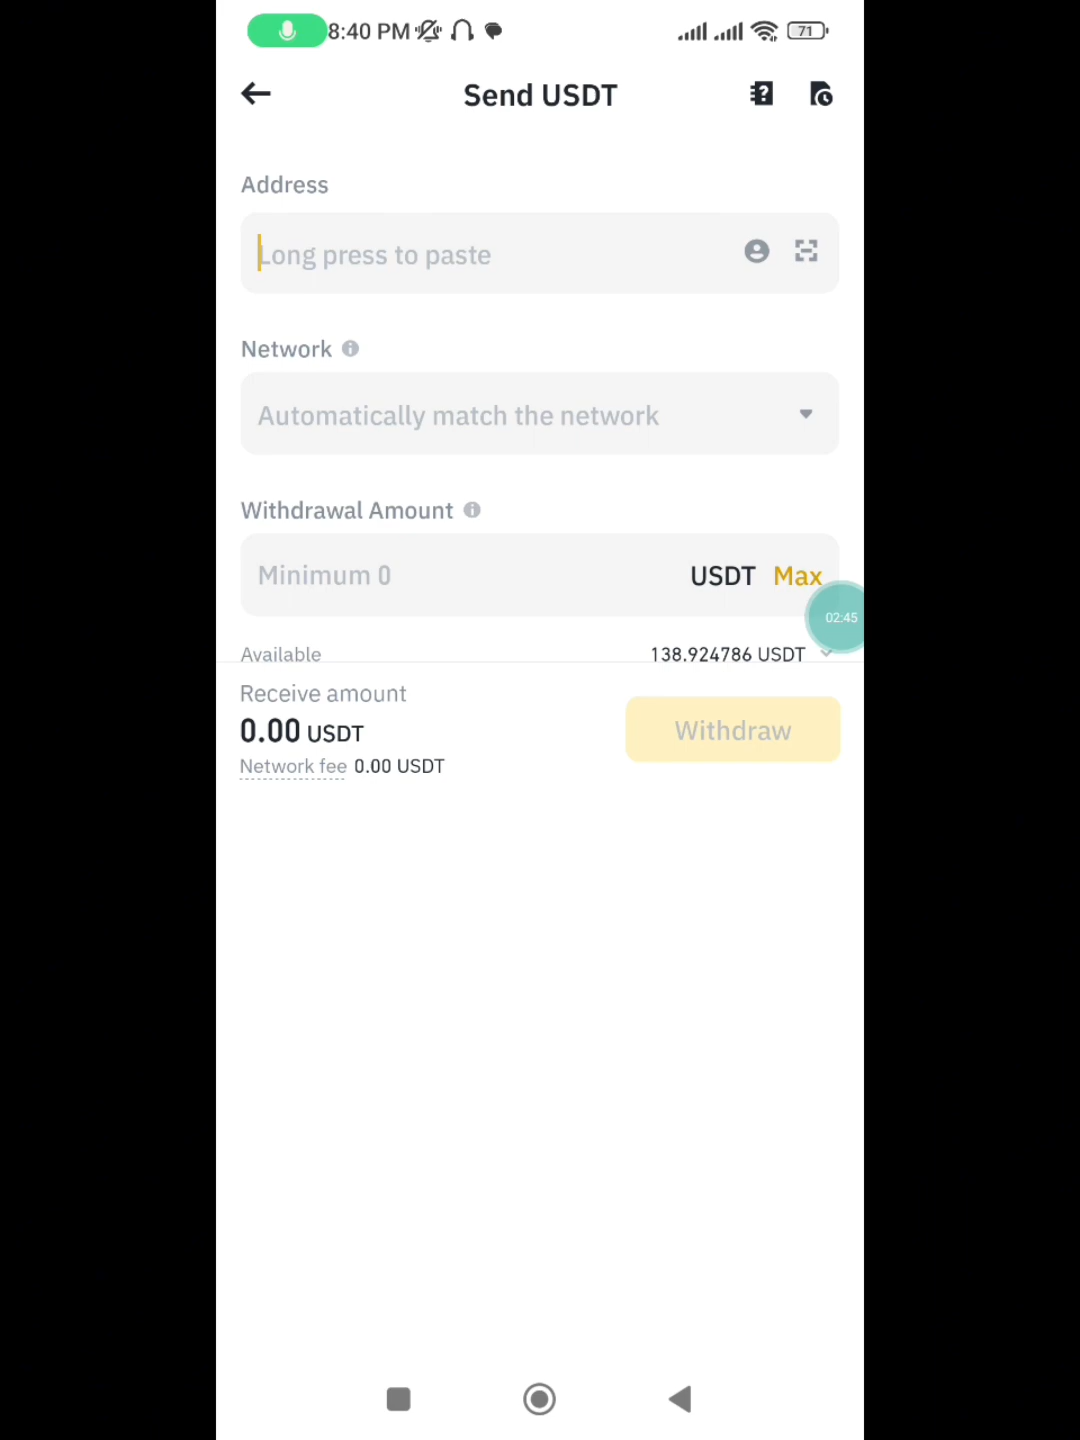 8:40 PM 71
Send USDT
Address
Long press to paste
Network
Automatically match the network
Withdrawal Amount
Minimum 0 USDT Max
02:45
Available 138.924786 USDT
Receive amount
0.00 USDT
Withdraw
Network fee 0.00 USDT